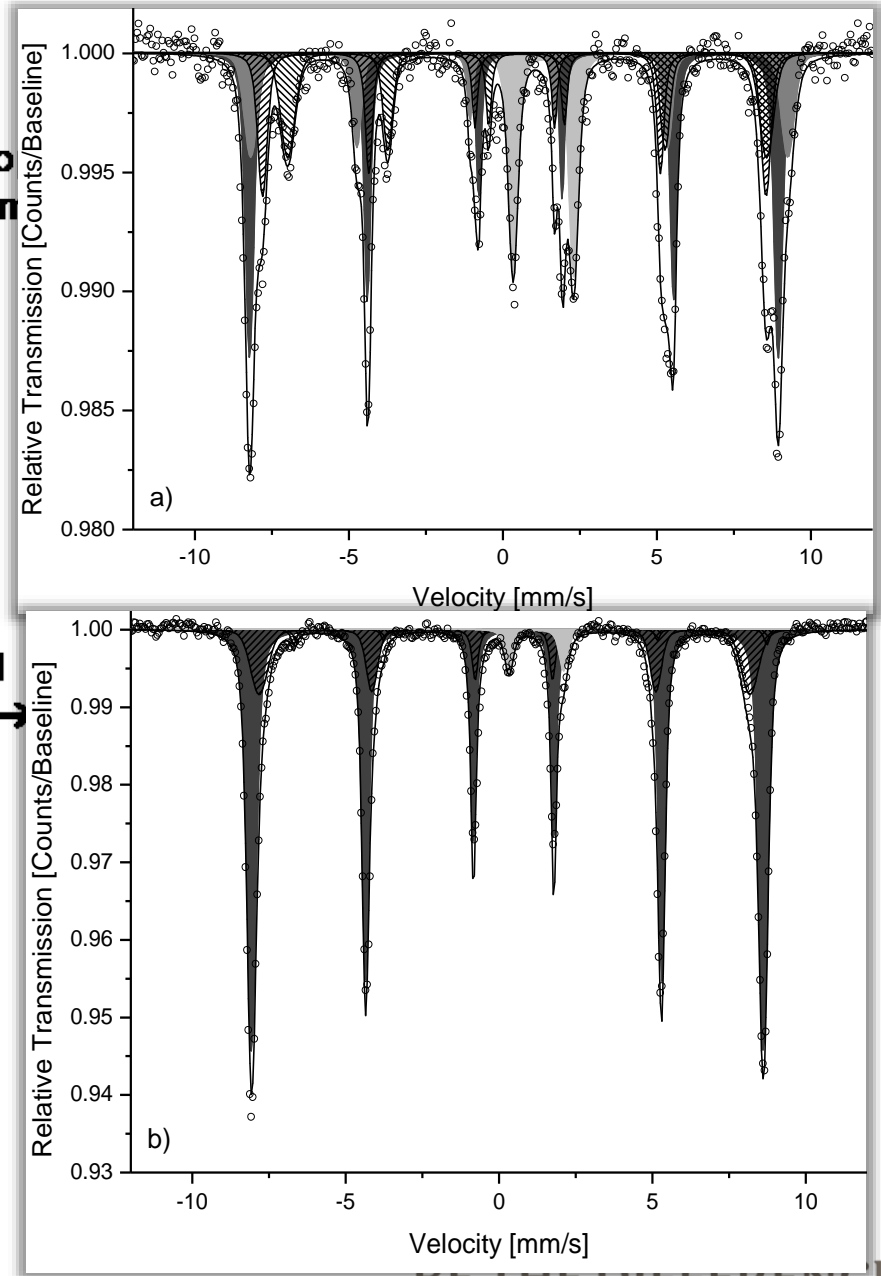 Relative Transmission [Counts/Baseline]
1.000
0.995
0.990
0.985
0.980
a)
-10 -5 0 5 10
Velocity [mm/s]
Relative Transmission [Counts/Baseline]
1.00
0.99
0.98
0.97
0.96
0.95
0.94
0.93
b)
-10 -5 0 5 10
Velocity [mm/s]